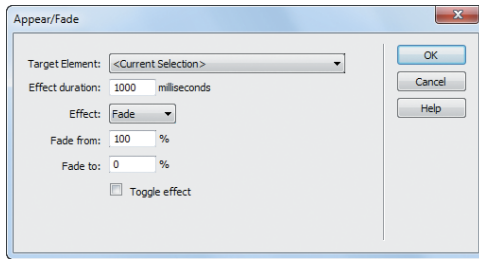 Appear/Fade
Target Element: <Current Selection>
OK
Effect duration: 1000 milliseconds
Cancel
Effect: Fade
Help
Fade from: 100 %
Fade to: 0 %
Toggle effect